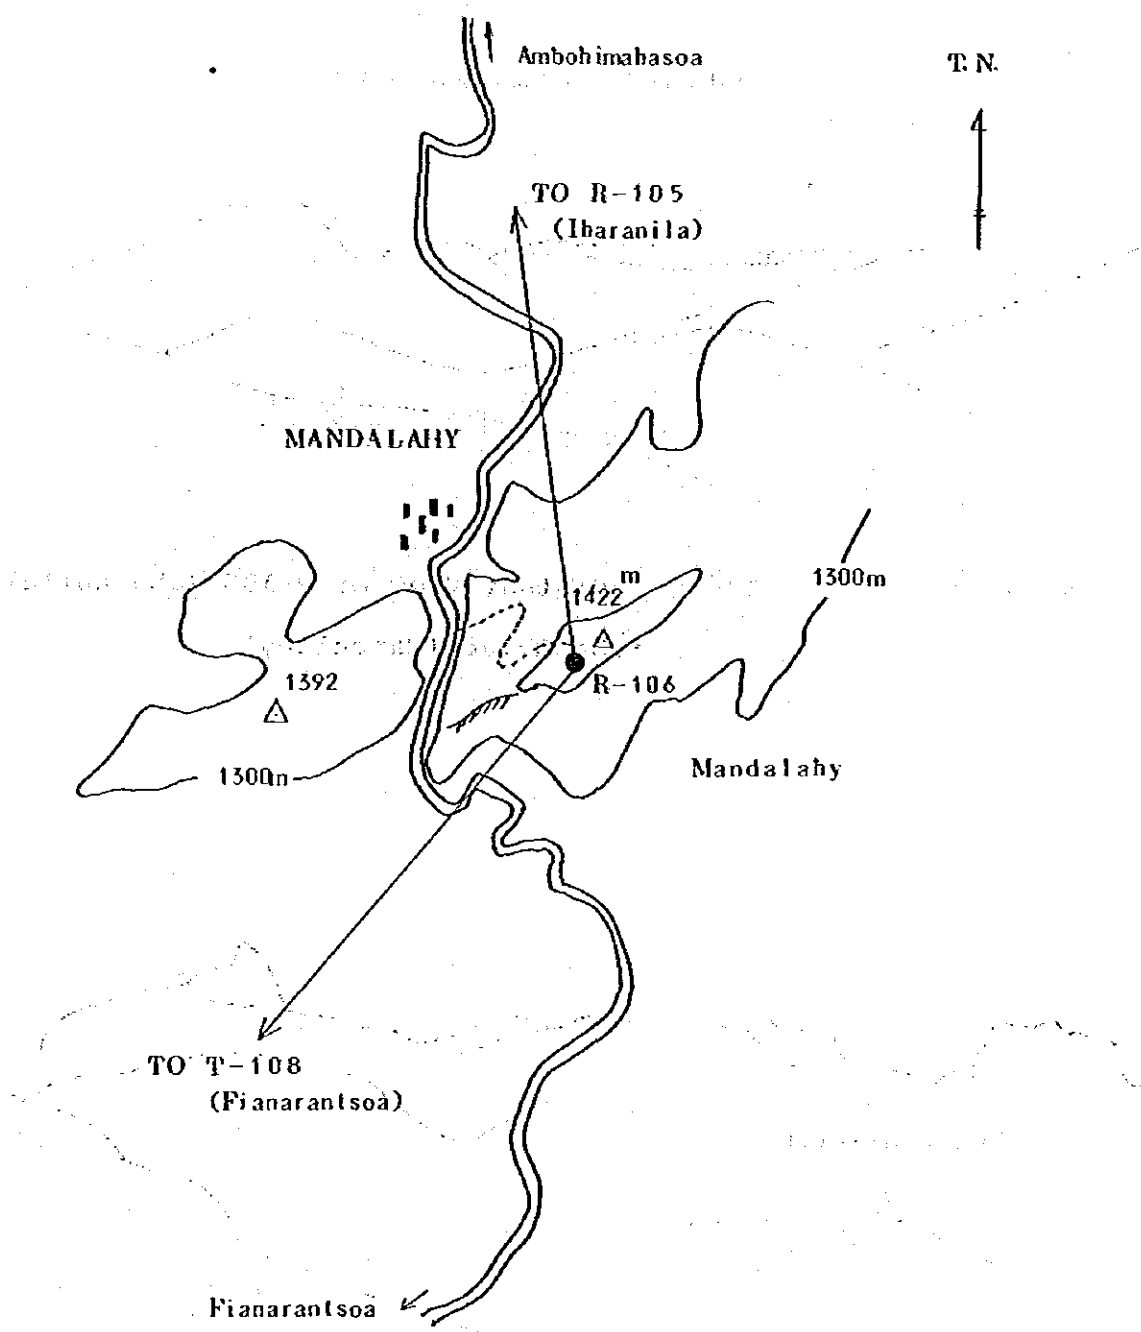 Ambohimahasoa
T.N.
TO R-105
(Iharanila)
MANDALAHY
1300m
m
1422
1392
R-106
Mandalahy
1300m
TO T-108
(Fianarantsoa)
Fianarantsoa